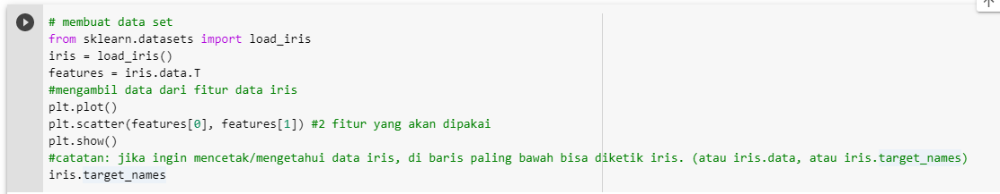 # membuat data set
from sklearn.datasets import load_iris
iris = load_iris()
features = iris.data.T
#mengambil data dari fitur data iris
plt.plot()
plt.scatter(features[0], features[1]) #2 fitur yang akan dipakai
plt.show()
#catatan: jika ingin mencetak/mengetahui data iris, di baris paling bawah bisa diketik iris. (atau iris.data, atau iris.target_names)
iris.target_names